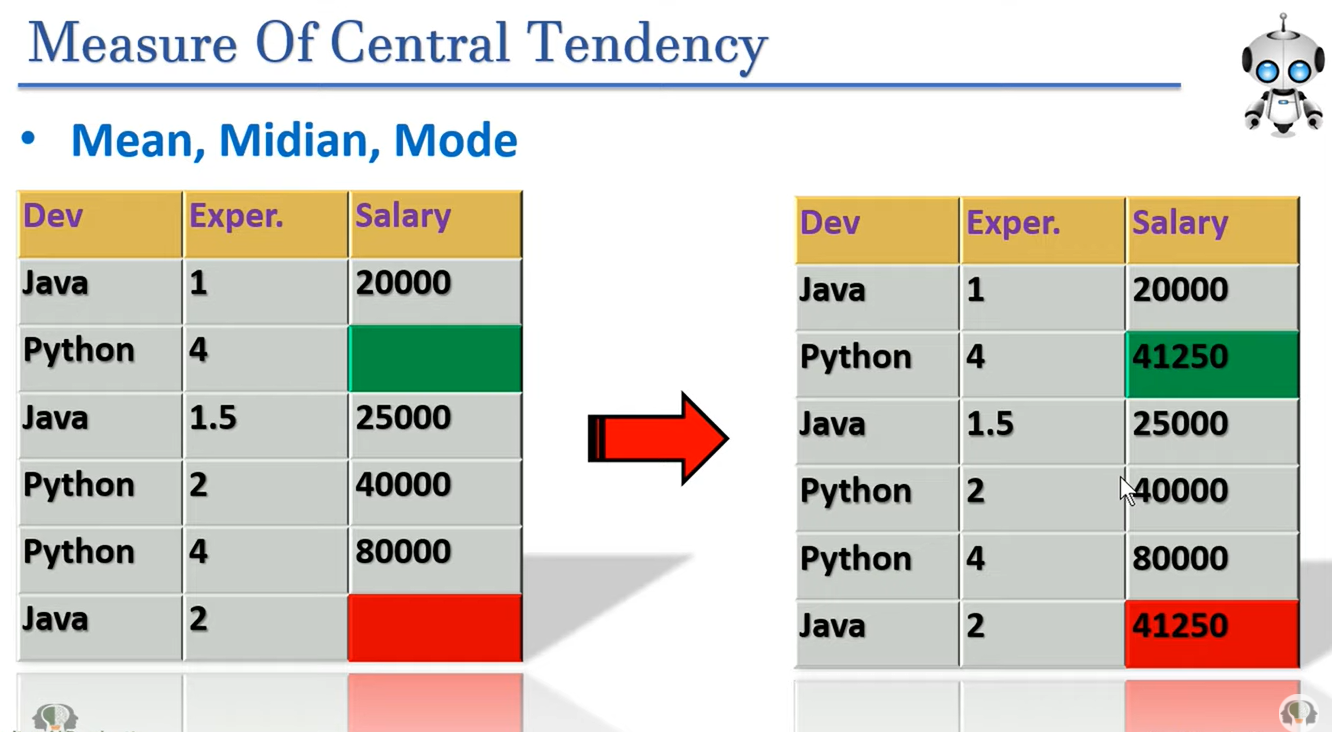 Measure Of Central Tendency
• Mean, Midian, Mode
Dev Exper. Salary
Java 1 20000
Python 4
Java 1.5 25000
Python 2 40000
Python 4 80000
Java 2
Dev Exper. Salary
Java 1 20000
Python 4 41250
Java 1.5 25000
Python 2 40000
Python 4 80000
Java 2 41250